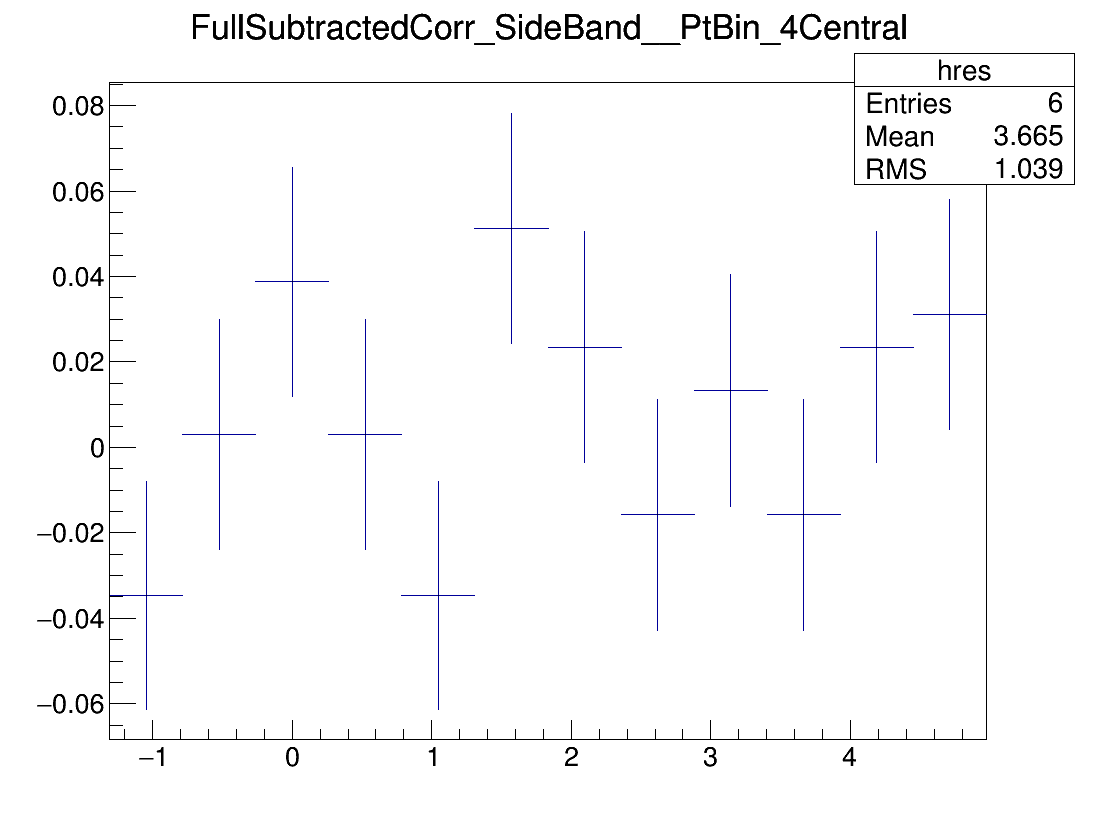 FullSubtractedCorr_SideBand__PtBin_4Central
hres
Entries 6
Mean 3.665
RMS 1.039
0.08
0.06
0.04
0.02
0
−0.02
−0.04
−0.06
−1 0 1 2 3 4